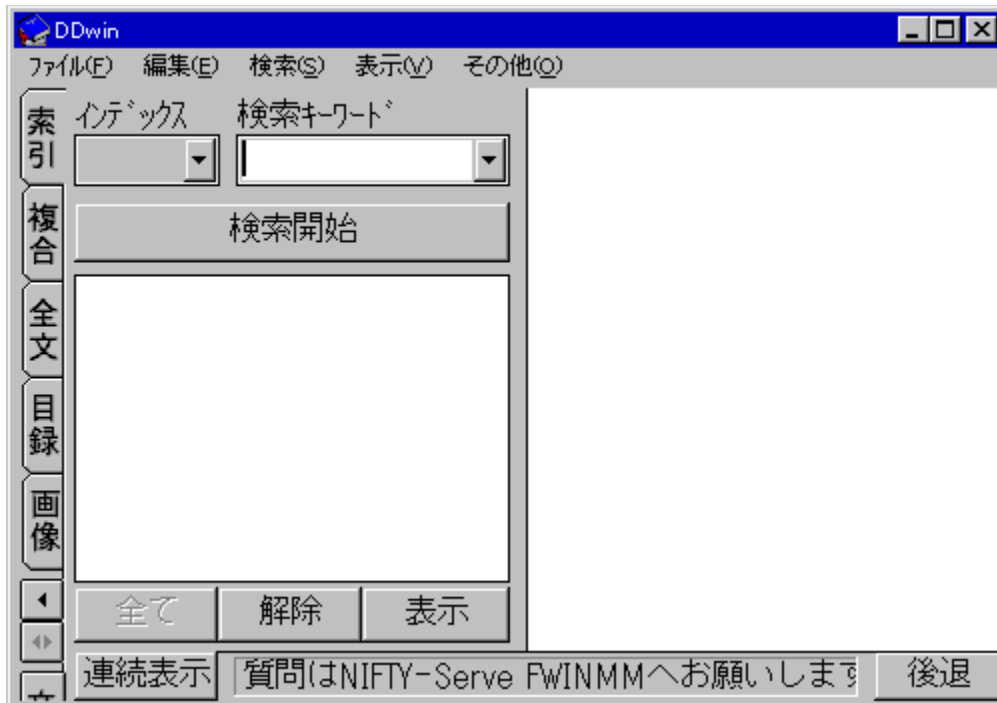 DDwin
ﾌｧｲﾙ(F) 編集(E) 検索(S) 表示(V) その他(O)
索引
複合
全文
目録
画像
ｲﾝﾃﾞｯｸｽ 検索ｷｰﾜｰﾄﾞ
検索開始
全て 解除 表示
連続表示 質問はNIFTY-Serve FWINMMへお願いします 後退